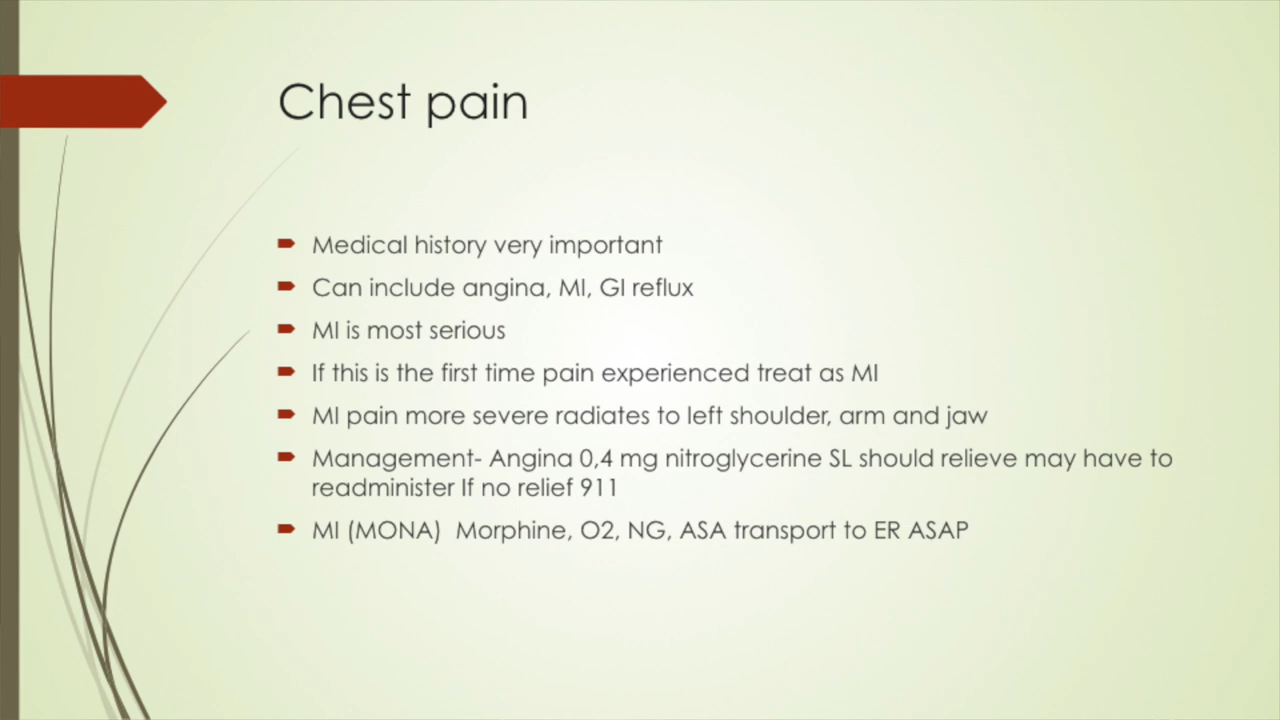 Chest pain
Medical history very important
Can include angina, MI, GI reflux
MI is most serious
If this is the first time pain experienced treat as MI
MI pain more severe radiates to left shoulder, arm and jaw
Management- Angina 0,4 mg nitroglycerine SL should relieve may have to
readminister If no relief 911
MI (MONA)  Morphine, O2, NG, ASA transport to ER ASAP